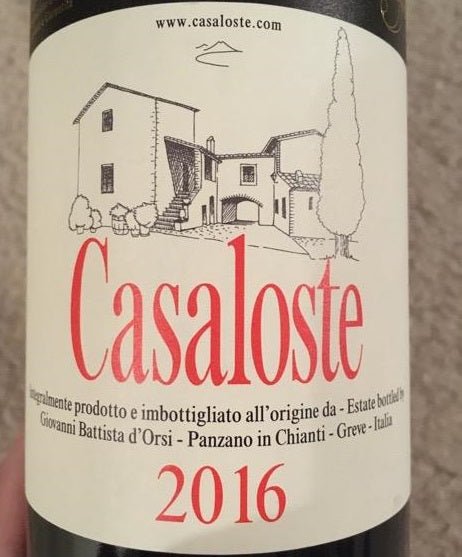 www.casaloste.com
Casaloste
Integralmente prodotto e imbottigliato all'origine da - Estate bottled by
Giovanni Battista d'Orsi - Panzano in Chianti - Greve - Italia
2016